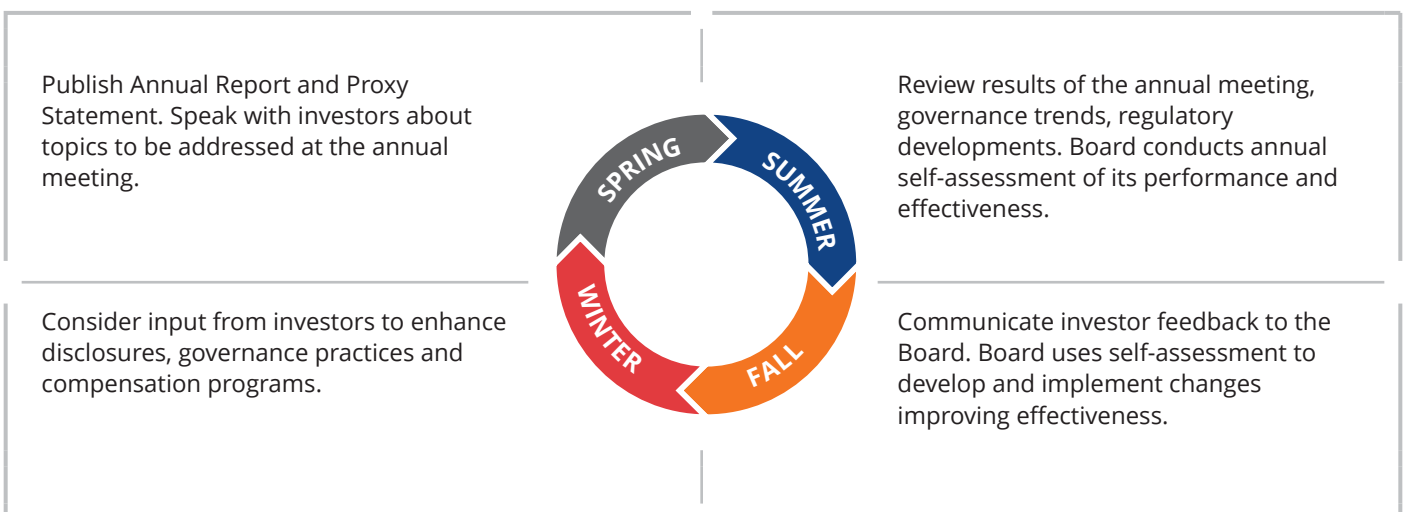 Publish Annual Report and Proxy
Statement. Speak with investors about
topics to be addressed at the annual
meeting.
Review results of the annual meeting,
governance trends, regulatory
developments. Board conducts annual
self-assessment of its performance and
effectiveness.
SPRING
SUMMER
WINTER
FALL
Consider input from investors to enhance
disclosures, governance practices and
compensation programs.
Communicate investor feedback to the
Board. Board uses self-assessment to
develop and implement changes
improving effectiveness.